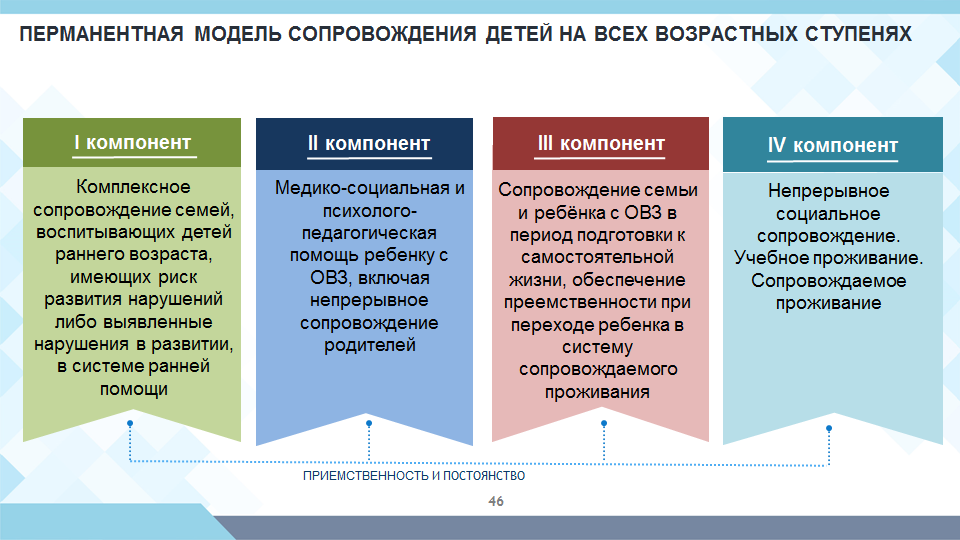 ПЕРМАНЕНТНАЯ МОДЕЛЬ СОПРОВОЖДЕНИЯ ДЕТЕЙ НА ВСЕХ ВОЗРАСТНЫХ СТУПЕНЯХ
I компонент
Комплексное
сопровождение семей,
воспитывающих детей
раннего возраста,
имеющих риск
развития нарушений
либо выявленные
нарушения в развитии,
в системе ранней
помощи
II компонент
Медико-социальная и
психолого-
педагогическая
помощь ребенку с
ОВЗ, включая
непрерывное
сопровождение
родителей
III компонент
Сопровождение семьи
и ребёнка с ОВЗ в
период подготовки к
самостоятельной
жизни, обеспечение
преемственности при
переходе ребенка в
систему
сопровождаемого
проживания
IV компонент
Непрерывное
социальное
сопровождение.
Учебное проживание.
Сопровождаемое
проживание
ПРИЕМСТВЕННОСТЬ И ПОСТОЯНСТВО
46